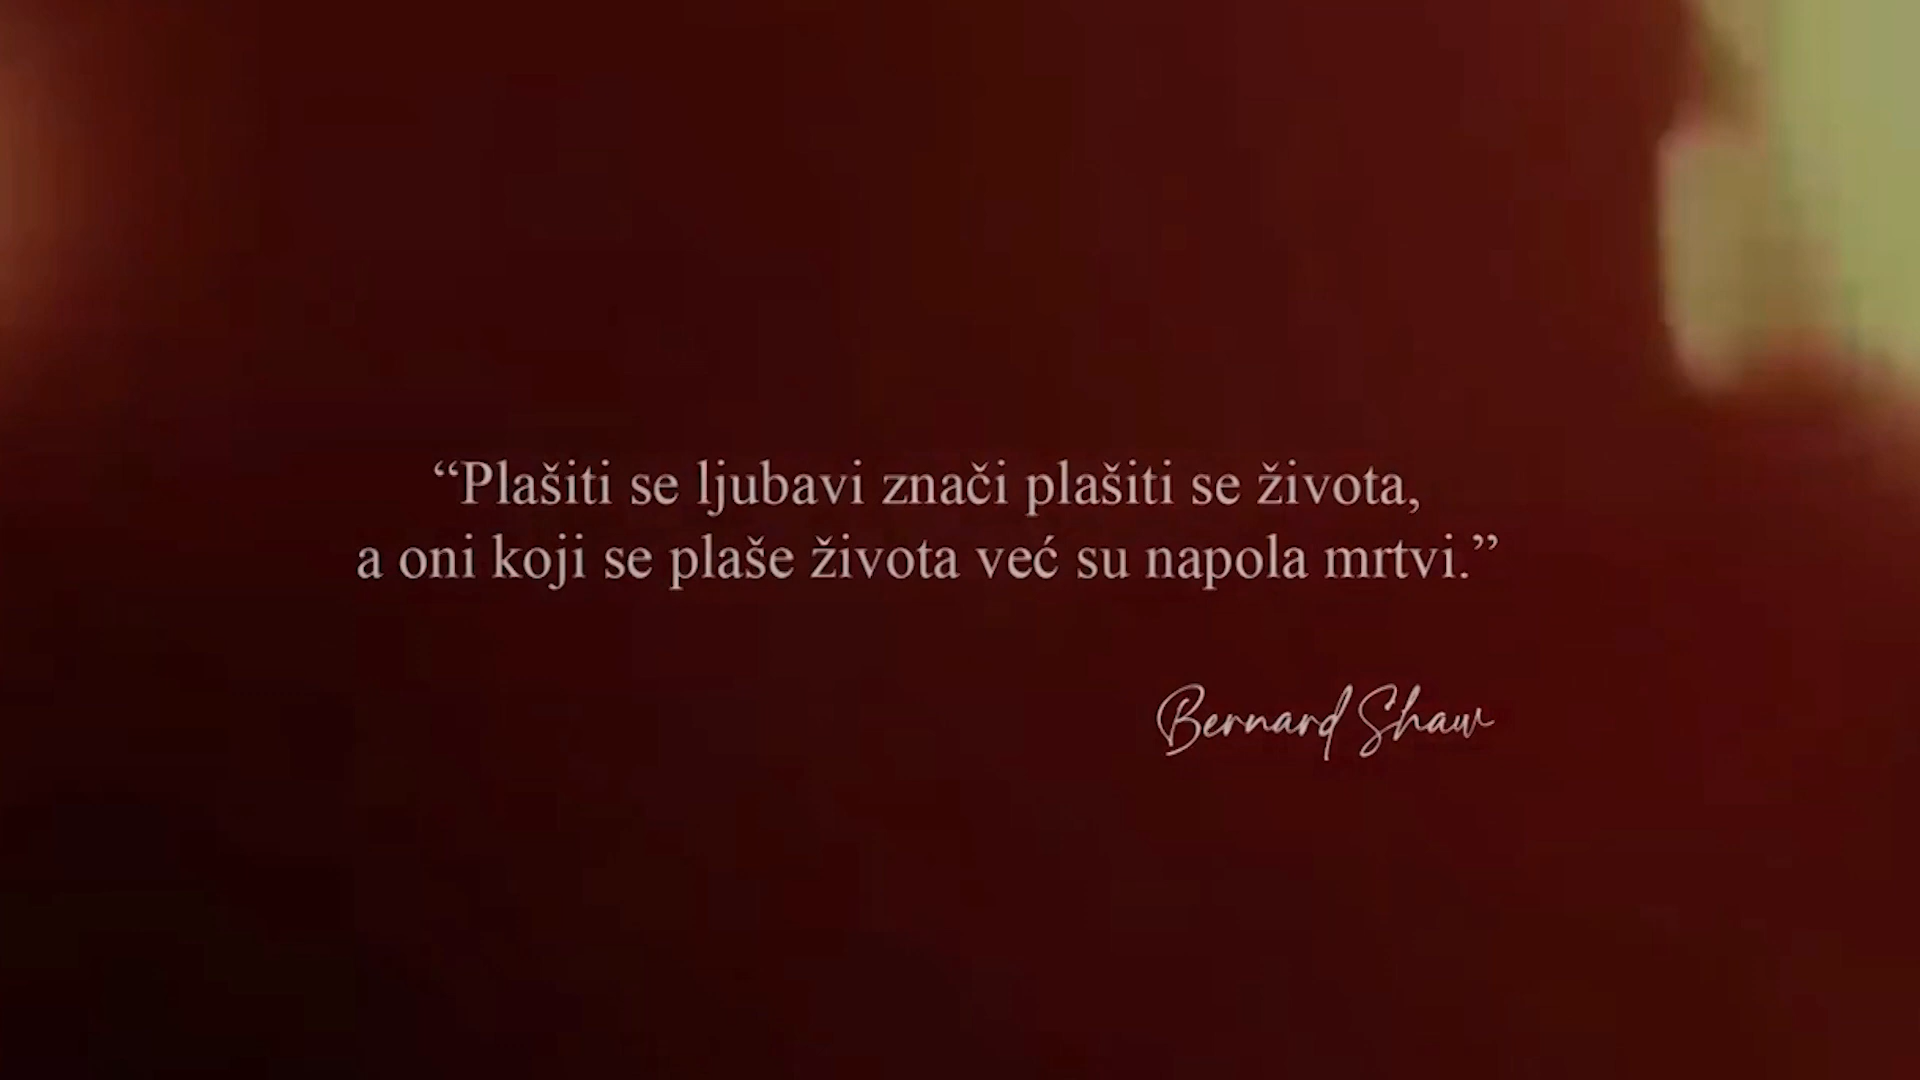 “Plašiti se ljubavi znači plašiti se života,
a oni koji se plaše života već su napola mrtvi.”
Bernard Shaw